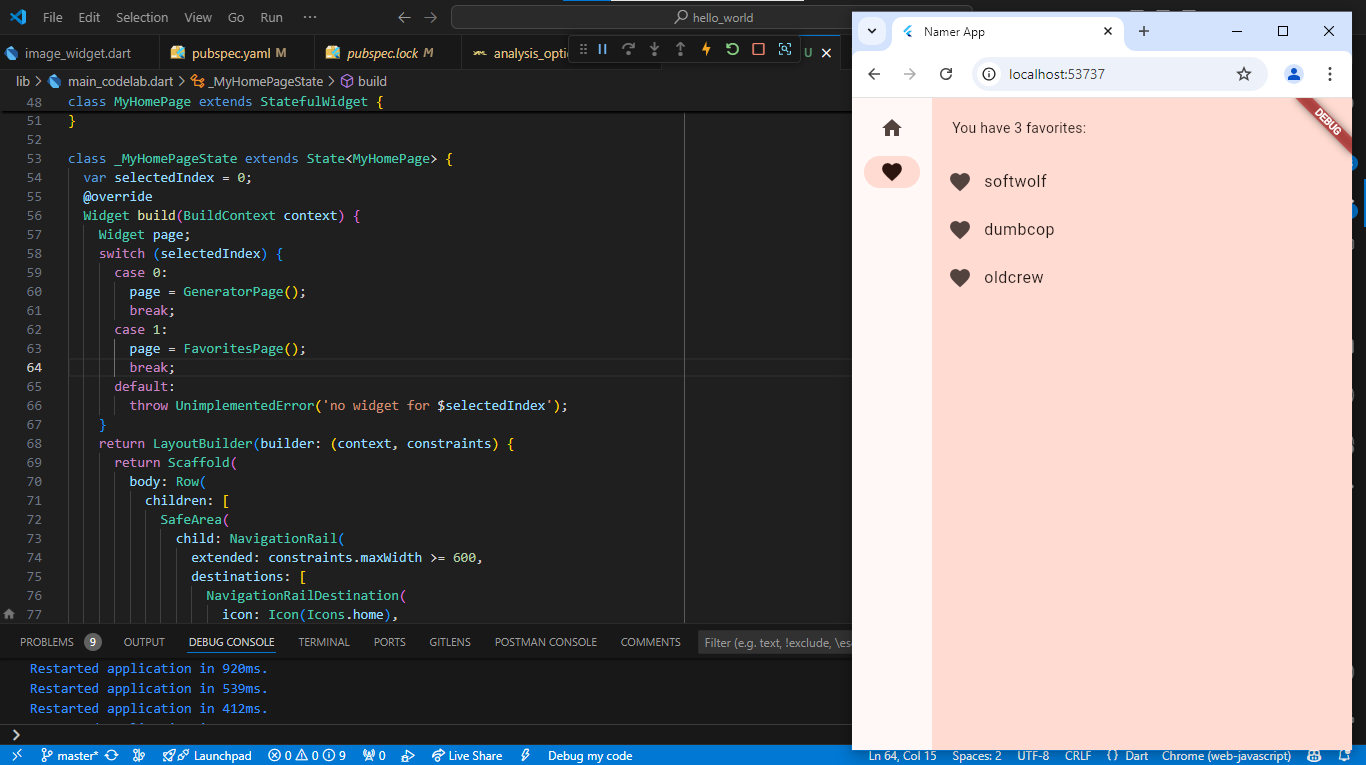 File Edit Selection View Go Run ··· hello_world
image_widget.dart pubspec.yaml M pubspec.lock M analysis_optio U
lib > main_codelab.dart > _MyHomePageState > build
48 class MyHomePage extends StatefulWidget {
51 }
52
53 class _MyHomePageState extends State<MyHomePage> {
54 var selectedIndex = 0;
55 @override
56 Widget build(BuildContext context) {
57 Widget page;
58 switch (selectedIndex) {
59 case 0:
60 page = GeneratorPage();
61 break;
62 case 1:
63 page = FavoritesPage();
64 break;
65 default:
66 throw UnimplementedError('no widget for $selectedIndex');
67 }
68 return LayoutBuilder(builder: (context, constraints) {
69 return Scaffold(
70 body: Row(
71 children: [
72 SafeArea(
73 child: NavigationRail(
74 extended: constraints.maxWidth >= 600,
75 destinations: [
76 NavigationRailDestination(
77 icon: Icon(Icons.home),
PROBLEMS 9 OUTPUT DEBUG CONSOLE TERMINAL PORTS GITLENS POSTMAN CONSOLE COMMENTS Filter (e.g. text, !exclude, \es
Restarted application in 920ms.
Restarted application in 539ms.
Restarted application in 412ms.
>
master* Launchpad 0 0 9 0 Live Share Debug my code Ln 64, Col 15 Spaces: 2 UTF-8 CRLF {} Dart Chrome (web-javascript)
Namer App
localhost:53737
DEBUG
You have 3 favorites:
softwolf
dumbcop
oldcrew